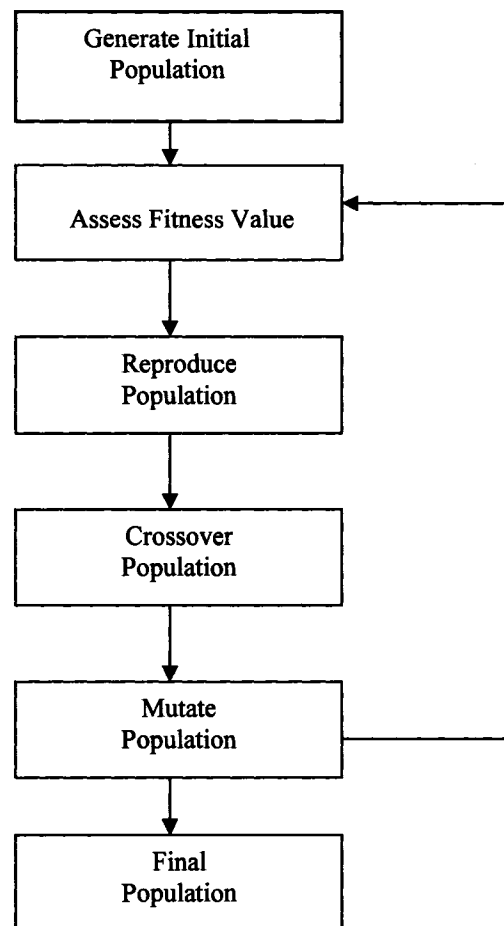 Generate Initial
Population
Assess Fitness Value
Reproduce
Population
Crossover
Population
Mutate
Population
Final
Population